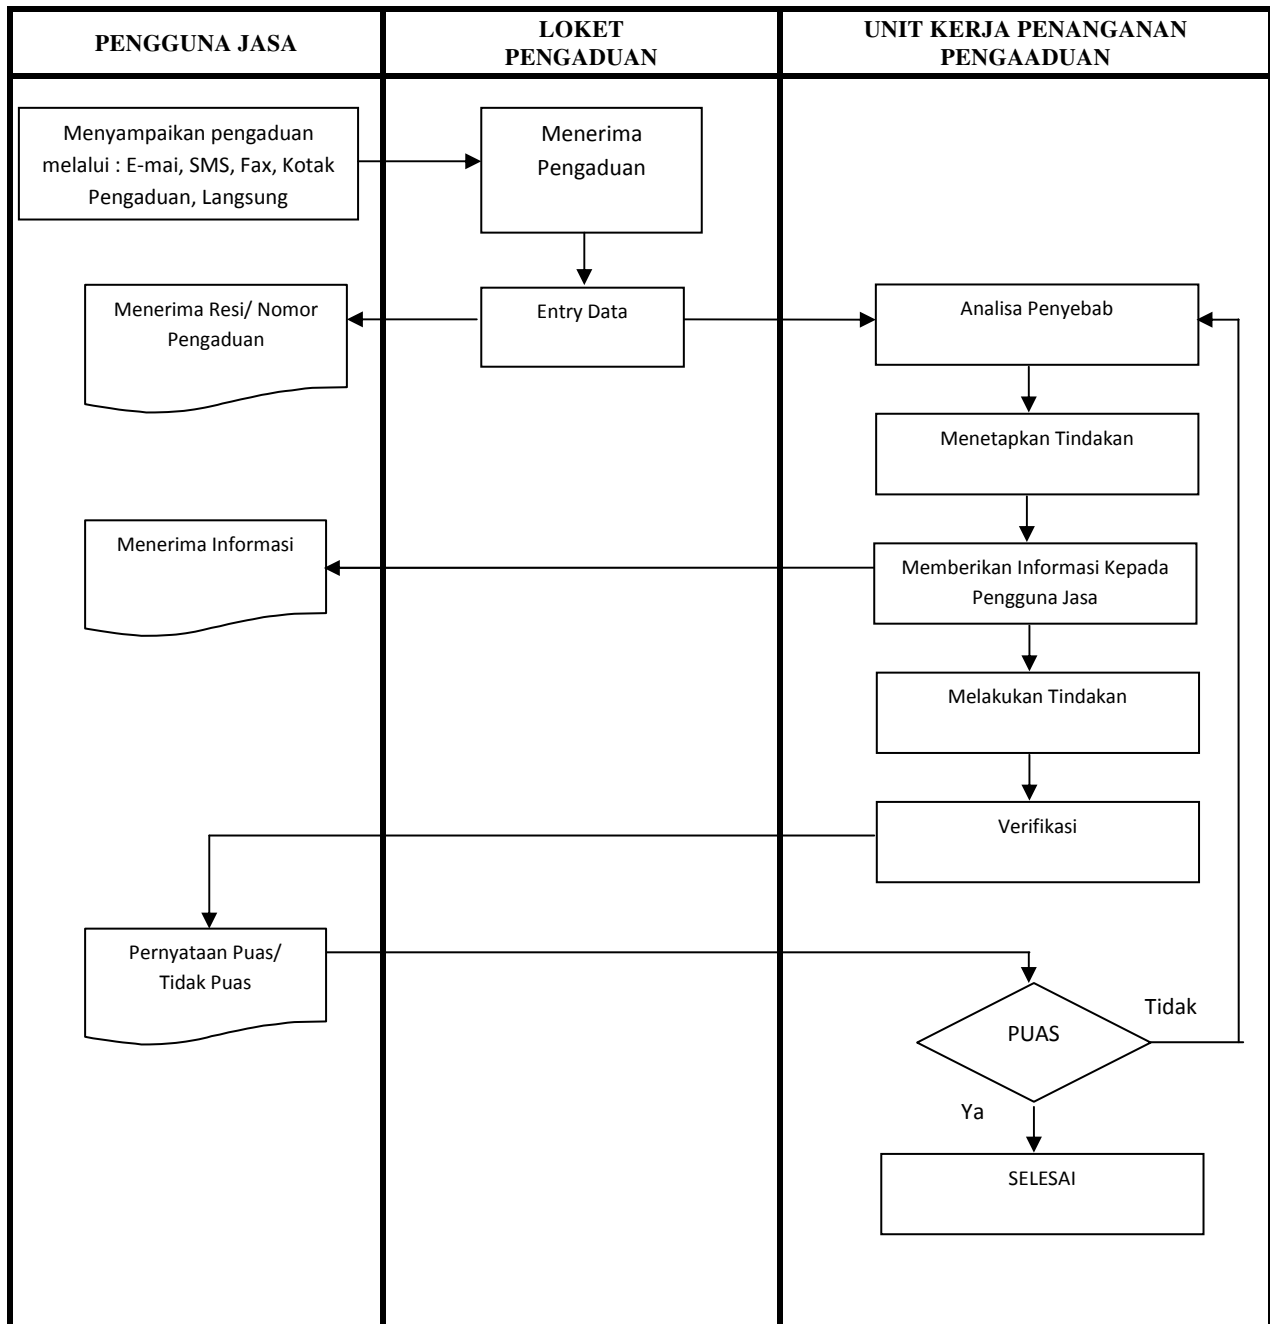 PENGGUNA JASA
LOKET
PENGADUAN
UNIT KERJA PENANGANAN
PENGAADUAN
Menyampaikan pengaduan
melalui : E-mai, SMS, Fax, Kotak
Pengaduan, Langsung
Menerima
Pengaduan
Menerima Resi/ Nomor
Pengaduan
Entry Data
Analisa Penyebab
Menetapkan Tindakan
Menerima Informasi
Memberikan Informasi Kepada
Pengguna Jasa
Melakukan Tindakan
Verifikasi
Pernyataan Puas/
Tidak Puas
Tidak
PUAS
Ya
SELESAI